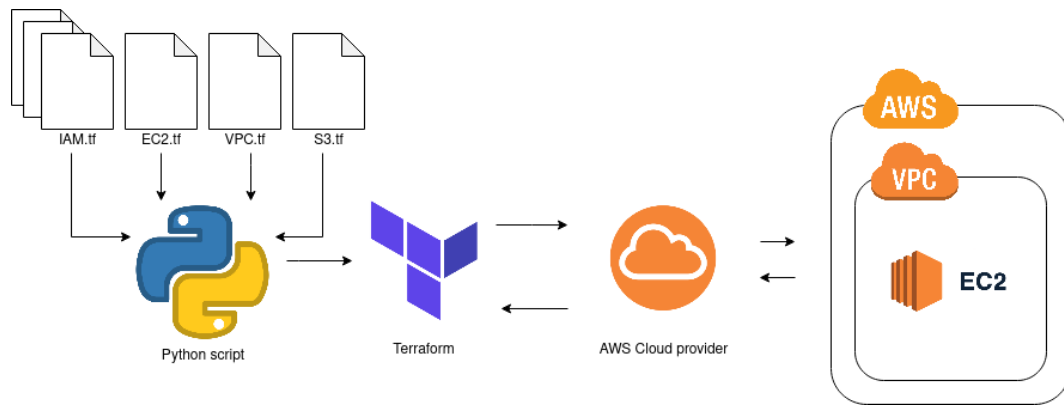 IAM.tf
EC2.tf
VPC.tf
S3.tf
AWS
VPC
EC2
Python script
Terraform
AWS Cloud provider